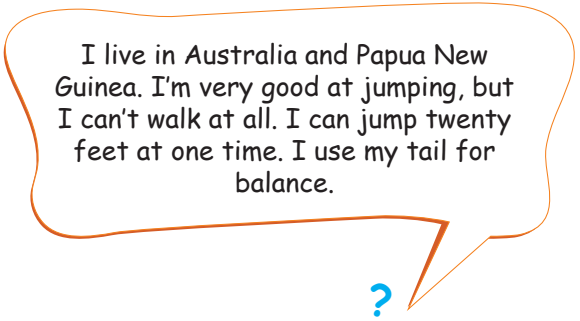 I live in Australia and Papua New
Guinea. I'm very good at jumping, but
I can't walk at all. I can jump twenty
feet at one time. I use my tail for
balance.
?